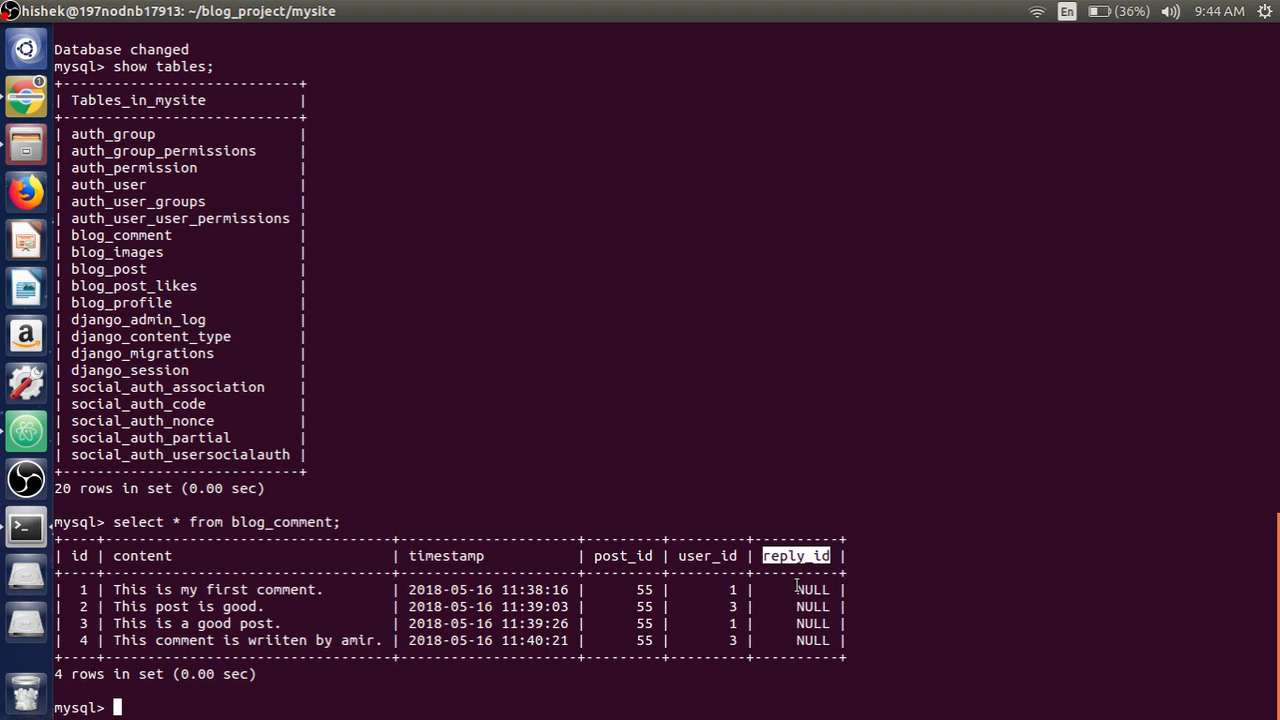 hishek@197nodnb17913: ~/blog_project/mysite En (36%) 9:44 AM
Database changed
mysql> show tables;
+----------------------------+
| Tables_in_mysite           |
+----------------------------+
| auth_group                 |
| auth_group_permissions     |
| auth_permission            |
| auth_user                  |
| auth_user_groups           |
| auth_user_user_permissions |
| blog_comment               |
| blog_images                |
| blog_post                  |
| blog_post_likes            |
| blog_profile               |
| django_admin_log           |
| django_content_type        |
| django_migrations          |
| django_session             |
| social_auth_association    |
| social_auth_code           |
| social_auth_nonce          |
| social_auth_partial        |
| social_auth_usersocialauth |
+----------------------------+
20 rows in set (0.00 sec)
mysql> select * from blog_comment;
+----+----------------------------------+---------------------+---------+---------+----------+
| id | content                          | timestamp           | post_id | user_id | reply_id |
+----+----------------------------------+---------------------+---------+---------+----------+
|  1 | This is my first comment.        | 2018-05-16 11:38:16 |      55 |       1 |     NULL |
|  2 | This post is good.               | 2018-05-16 11:39:03 |      55 |       3 |     NULL |
|  3 | This is a good post.             | 2018-05-16 11:39:26 |      55 |       1 |     NULL |
|  4 | This comment is wriiten by amir. | 2018-05-16 11:40:21 |      55 |       3 |     NULL |
+----+----------------------------------+---------------------+---------+---------+----------+
4 rows in set (0.00 sec)
mysql>